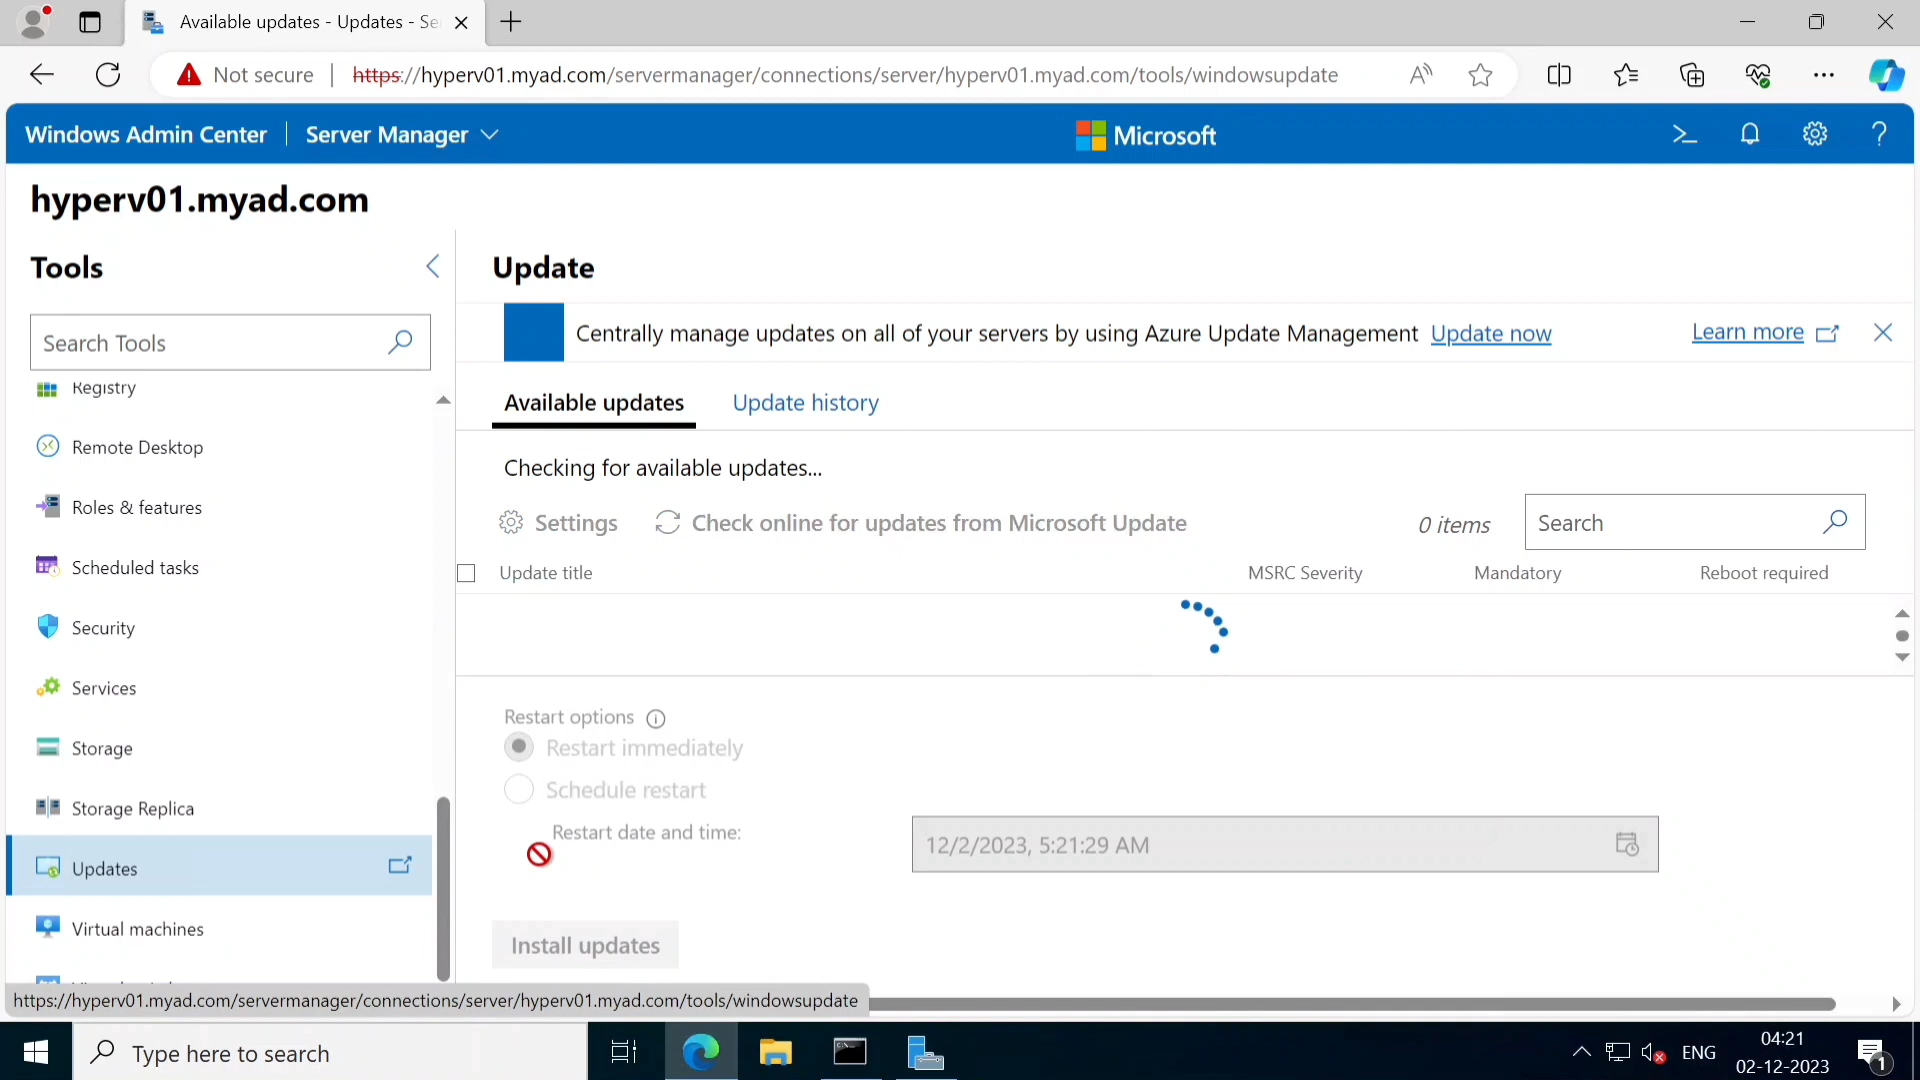 Available updates - Updates - Se
Not secure
https://hyperv01.myad.com/servermanager/connections/server/hyperv01.myad.com/tools/windowsupdate
Windows Admin Center
Server Manager
Microsoft
hyperv01.myad.com
Tools
Search Tools
Registry
Remote Desktop
Roles & features
Scheduled tasks
Security
Services
Storage
Storage Replica
Updates
Virtual machines
Update
Centrally manage updates on all of your servers by using Azure Update Management Update now
Learn more
Available updates
Update history
Checking for available updates...
Settings
Check online for updates from Microsoft Update
0 items
Search
Update title
MSRC Severity
Mandatory
Reboot required
Restart options
Restart immediately
Schedule restart
Restart date and time:
12/2/2023, 5:21:29 AM
Install updates
https://hyperv01.myad.com/servermanager/connections/server/hyperv01.myad.com/tools/windowsupdate
Type here to search
ENG
04:21
02-12-2023
1